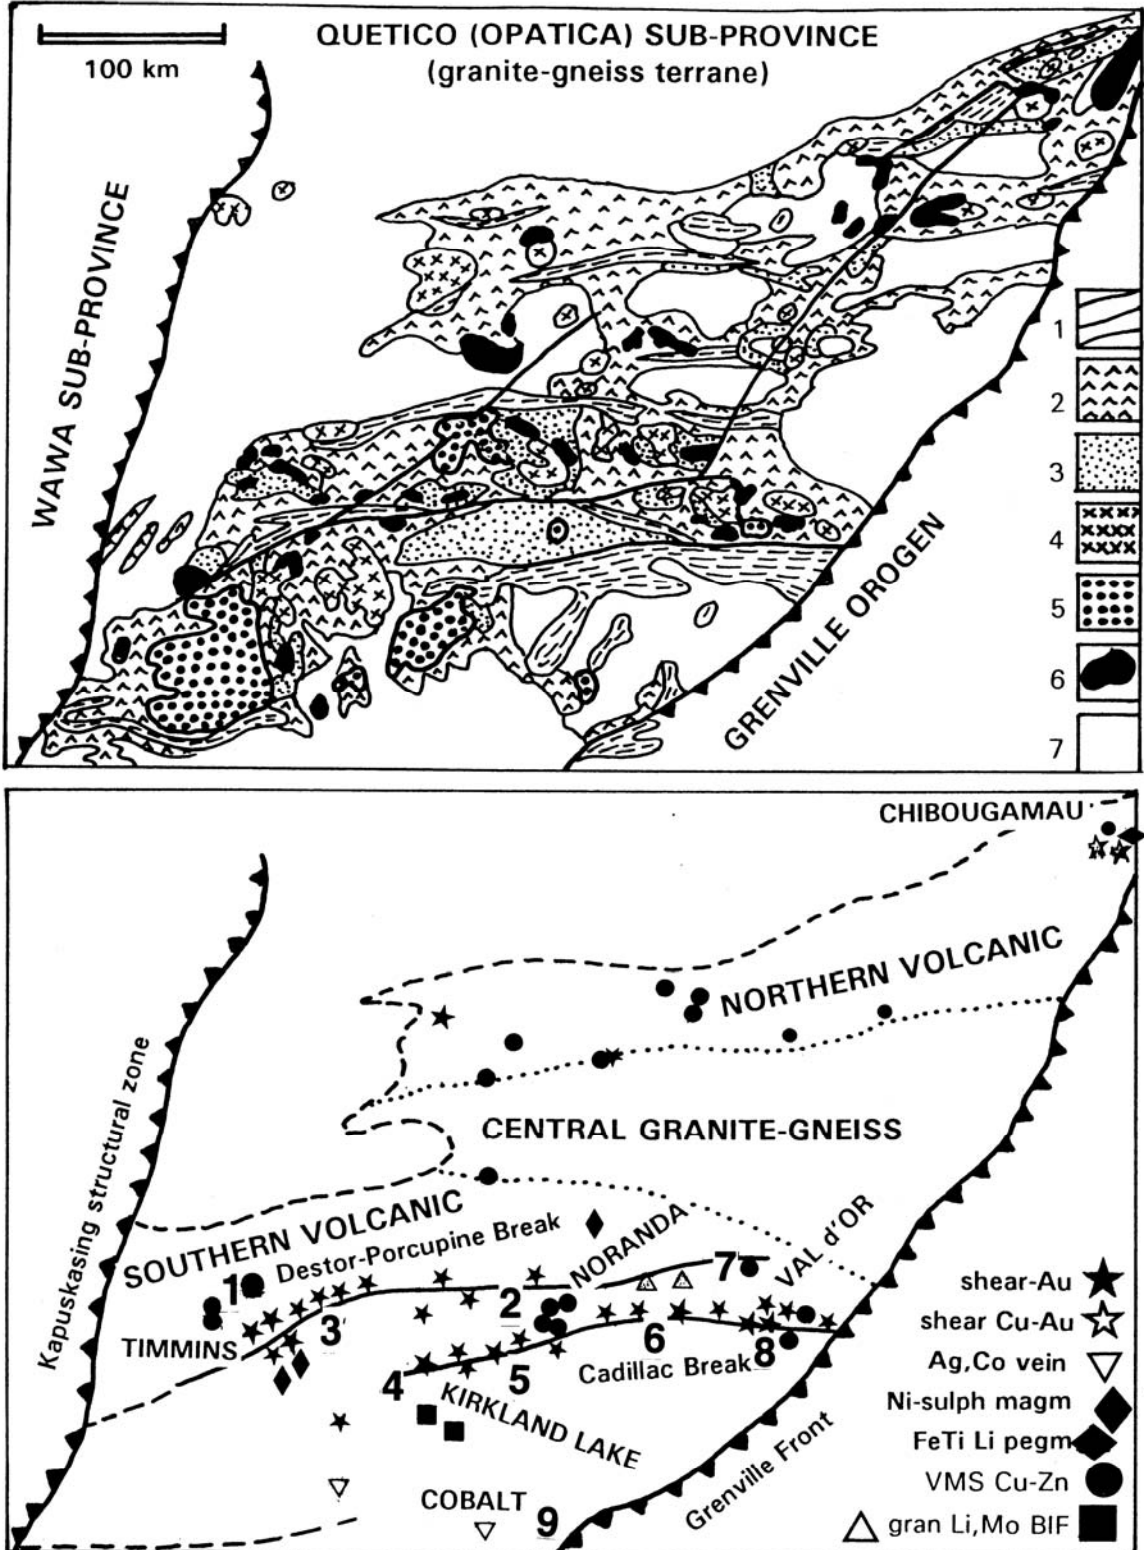 QUETICO (OPATICA) SUB-PROVINCE
(granite-gneiss terrane)
100 km
WAWA SUB-PROVINCE
GRENVILLE OROGEN
1
2
3
4
5
6
7
CHIBOUGAMAU
NORTHERN VOLCANIC
Kapuskasing structural zone
CENTRAL GRANITE-GNEISS
SOUTHERN VOLCANIC
Destor-Porcupine Break
NORANDA
VAL d'OR
1
2
3
7
TIMMINS
6
8
Cadillac Break
4
5
KIRKLAND LAKE
COBALT
9
Grenville Front
shear-Au
shear Cu-Au
Ag,Co vein
Ni-sulph magm
FeTi Li pegm
VMS Cu-Zn
gran Li,Mo BIF